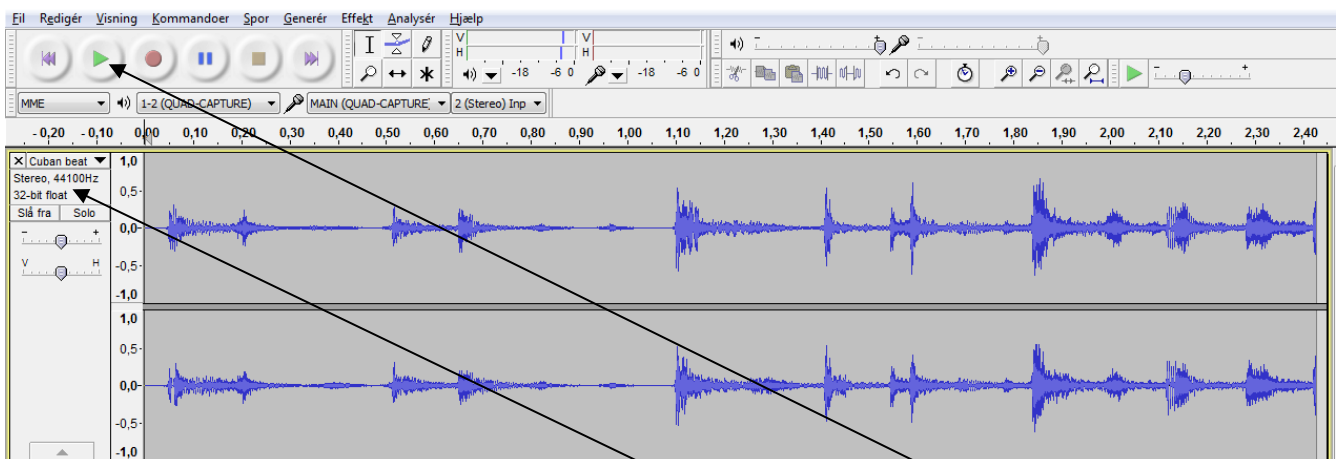 Fil Redigér Visning Kommandoer Spor Generér Effekt Analysér Hjælp
V H -18 -6 0 V H -18 -6 0
MME 1-2 (QUAD-CAPTURE) MAIN (QUAD-CAPTURE) 2 (Stereo) Inp
-0,20 -0,10 0,00 0,10 0,20 0,30 0,40 0,50 0,60 0,70 0,80 0,90 1,00 1,10 1,20 1,30 1,40 1,50 1,60 1,70 1,80 1,90 2,00 2,10 2,20 2,30 2,40
X Cuban beat 1,0
Stereo, 44100Hz
32-bit float 0,5-
Slå fra Solo
- + 0,0-
V H -0,5-
-1,0
1,0
0,5-
0,0-
-0,5-
-1,0